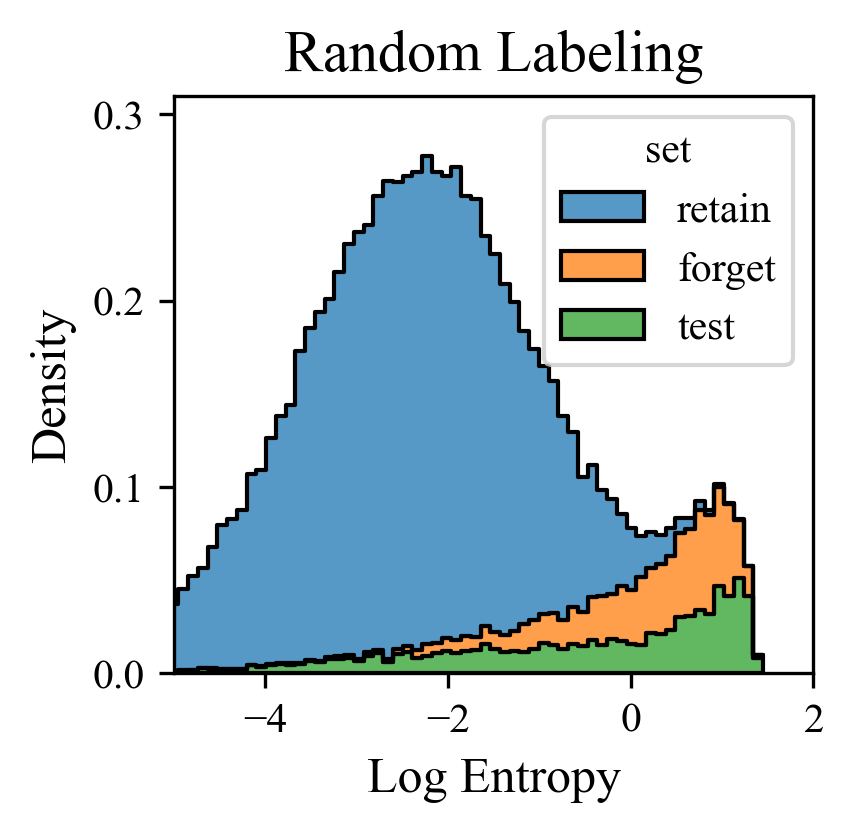 Random Labeling
set
retain
forget
test
Density
0.3
0.2
0.1
0.0
−4
−2
0
2
Log Entropy